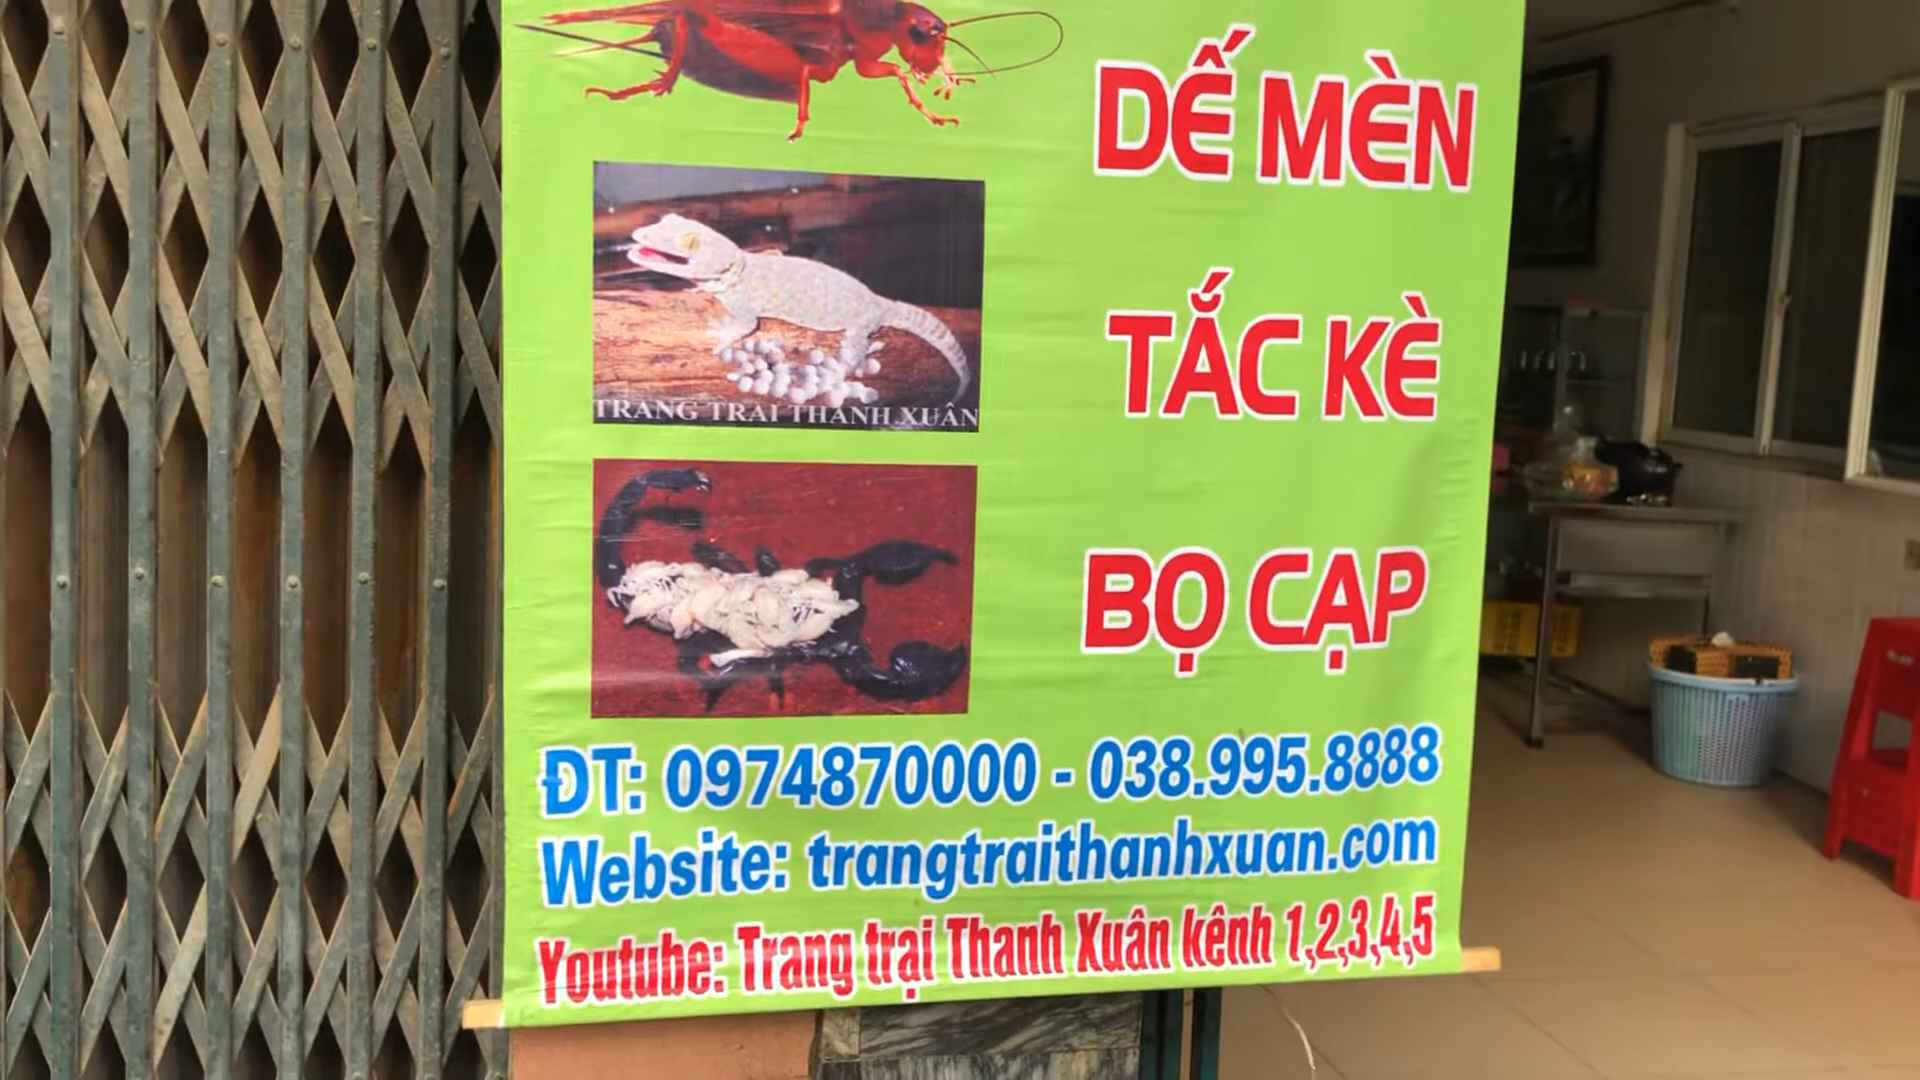 DẾ MÈN
TẮC KÈ
TRANG TRẠI THANH XUÂN
BỌ CẠP
ĐT: 0974870000 - 038.995.8888
Website: trangtraithanhxuan.com
Youtube: Trang trại Thanh Xuân kênh 1,2,3,4,5